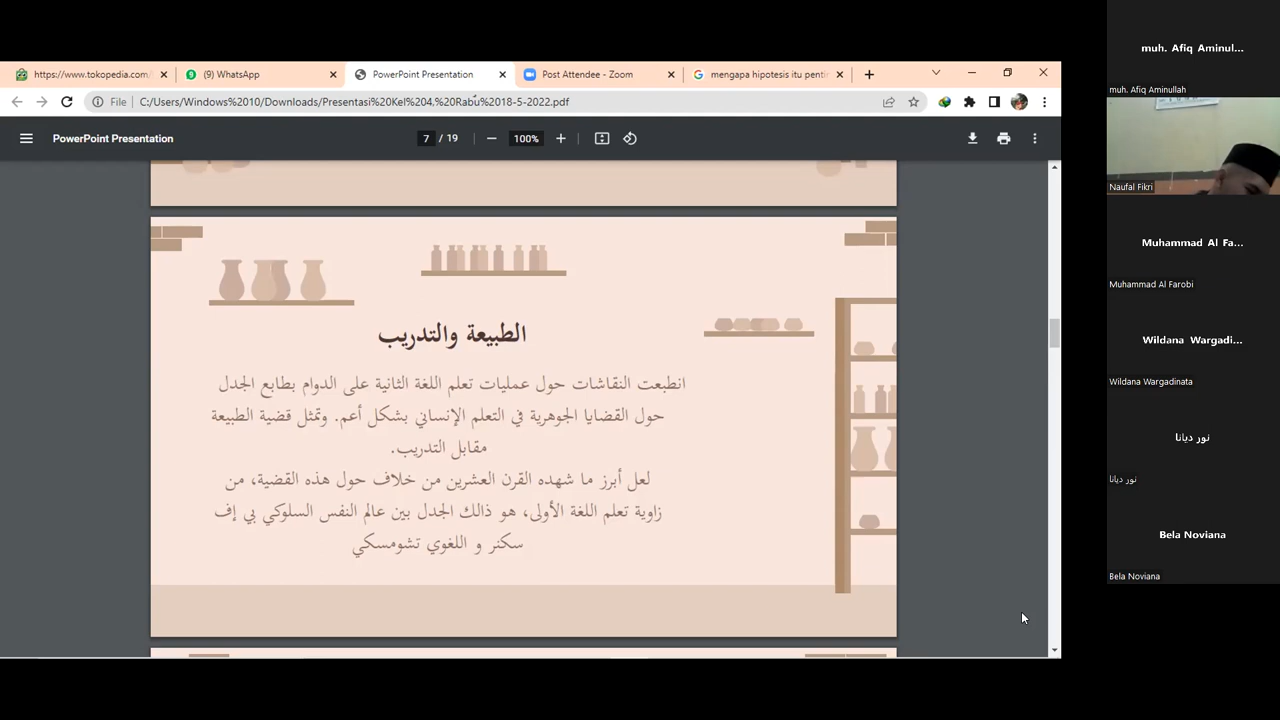 https://www.tokopedia.com
(9) WhatsApp
PowerPoint Presentation
Post Attendee - Zoom
mengapa hipotesis itu penti
File
C:/Users/Windows%2010/Downloads/Presentasi%20Kel%204.%20Rabu%2018-5-2022.pdf
PowerPoint Presentation
7 / 19
100%
الطبيعة والتدريب
انطبعت النقاشات حول عمليات تعلم اللغة الثانية على الدوام بطابع الجدل
حول القضايا الجوهرية في التعلم الإنساني بشكل أعم. وتمثل قضية الطبيعة
مقابل التدريب.
لعل أبرز ما شهده القرن العشرين من خلاف حول هذه القضية، من
زاوية تعلم اللغة الأولى، هو ذالك الجدل بين عالم النفس السلوكي بي إف
سكنر و اللغوي تشومسكي
muh. Afiq Aminul...
muh. Afiq Aminullah
Naufal Fikri
Muhammad Al Fa...
Muhammad Al Farobi
Wildana Wargadi...
Wildana Wargadinata
نور ديانا
نور ديانا
Bela Noviana
Bela Noviana